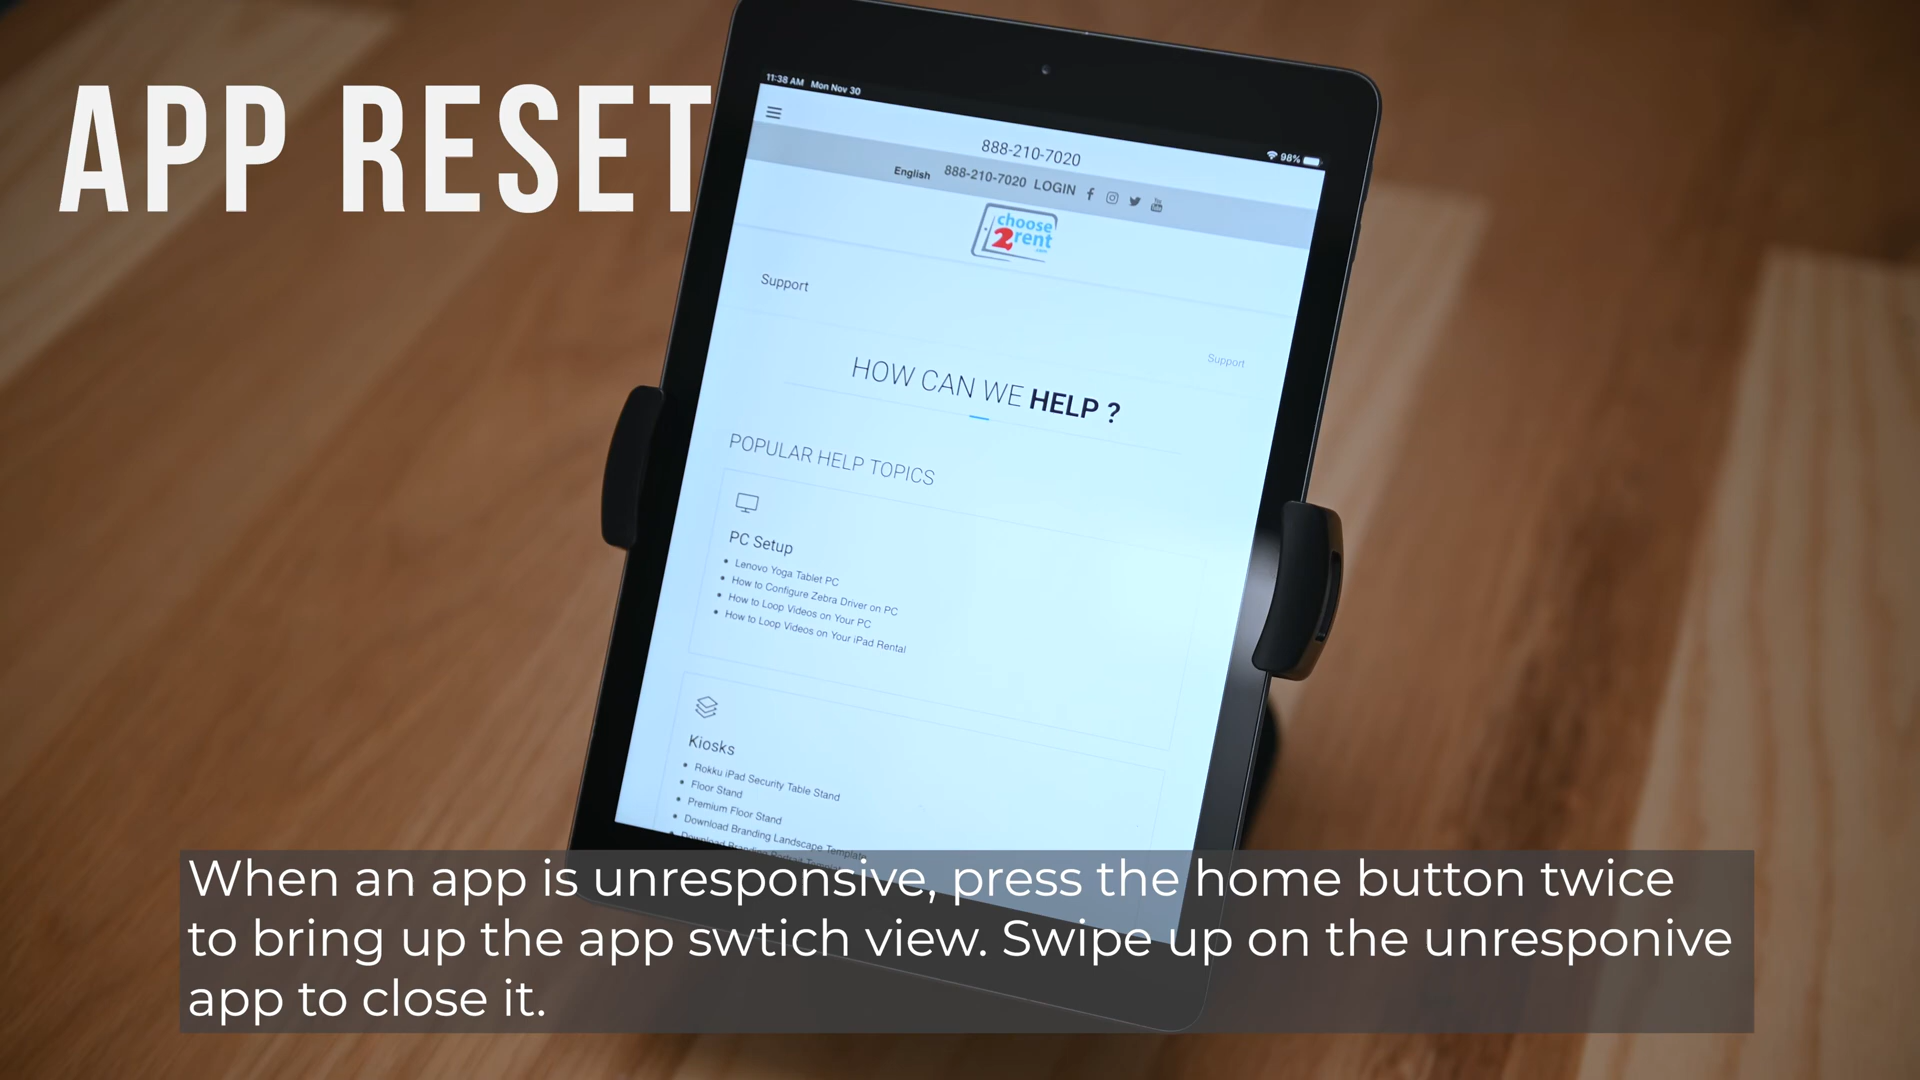 APP RESET
11:38 AM Mon Nov 30
98%
888-210-7020
English 888-210-7020 LOGIN
choose
2rent
Support
Support
HOW CAN WE HELP ?
POPULAR HELP TOPICS
PC Setup
Lenovo Yoga Tablet PC
How to Configure Zebra Driver on PC
How to Loop Videos on Your PC
How to Loop Videos on Your iPad Rental
Kiosks
Rokku iPad Security Table Stand
Floor Stand
Premium Floor Stand
Download Branding Landscape Template
Download Branding Portrait Template
When an app is unresponsive, press the home button twice
to bring up the app swtich view. Swipe up on the unresponive
app to close it.